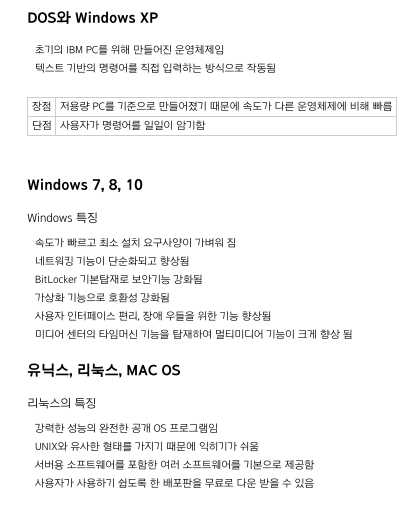 DOS와 Windows XP
초기의 IBM PC를 위해 만들어진 운영체제임
텍스트 기반의 명령어를 직접 입력하는 방식으로 작동됨
장점 저용량 PC를 기준으로 만들어졌기 때문에 속도가 다른 운영체제에 비해 빠름
단점 사용자가 명령어를 일일이 암기함
Windows 7, 8, 10
Windows 특징
속도가 빠르고 최소 설치 요구사양이 가벼워 짐
네트워킹 기능이 단순화되고 향상됨
BitLocker 기본탑재로 보안기능 강화됨
가상화 기능으로 호환성 강화됨
사용자 인터페이스 편리, 장애 우들을 위한 기능 향상됨
미디어 센터의 타임머신 기능을 탑재하여 멀티미디어 기능이 크게 향상 됨
유닉스, 리눅스, MAC OS
리눅스의 특징
강력한 성능의 완전한 공개 OS 프로그램임
UNIX와 유사한 형태를 가지기 때문에 익히기가 쉬움
서버용 소프트웨어를 포함한 여러 소프트웨어를 기본으로 제공함
사용자가 사용하기 쉽도록 한 배포판을 무료로 다운 받을 수 있음